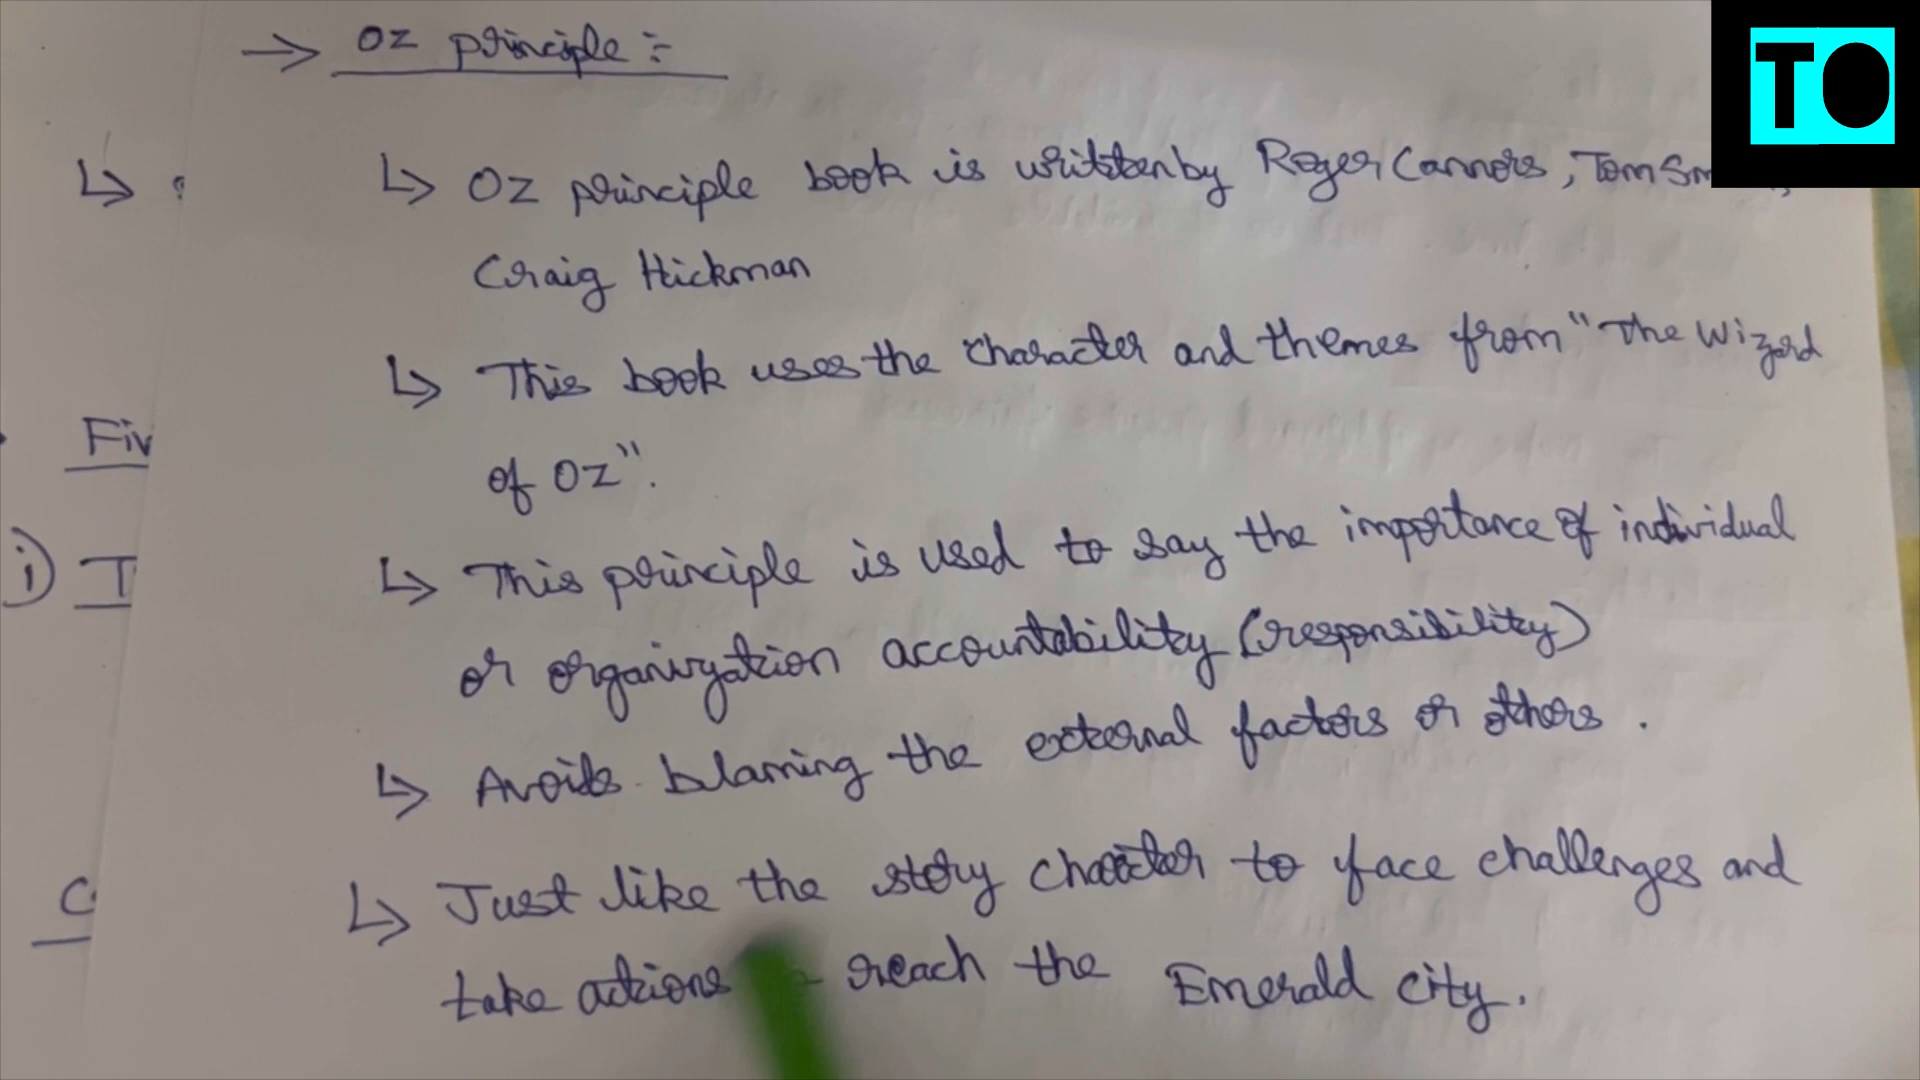 → Oz principle :-
↳ Oz principle book is written by Roger Connors, Tom
Craig Hickman
↳ This book uses the character and themes from "The Wizard
of Oz".
↳ This principle is used to say the importance of individual
or organization accountability (responsibility)
↳ Avoids blaming the external factors or others.
↳ Just like the story to face challenges and
take actions reach the Emerald city.
i)
TO